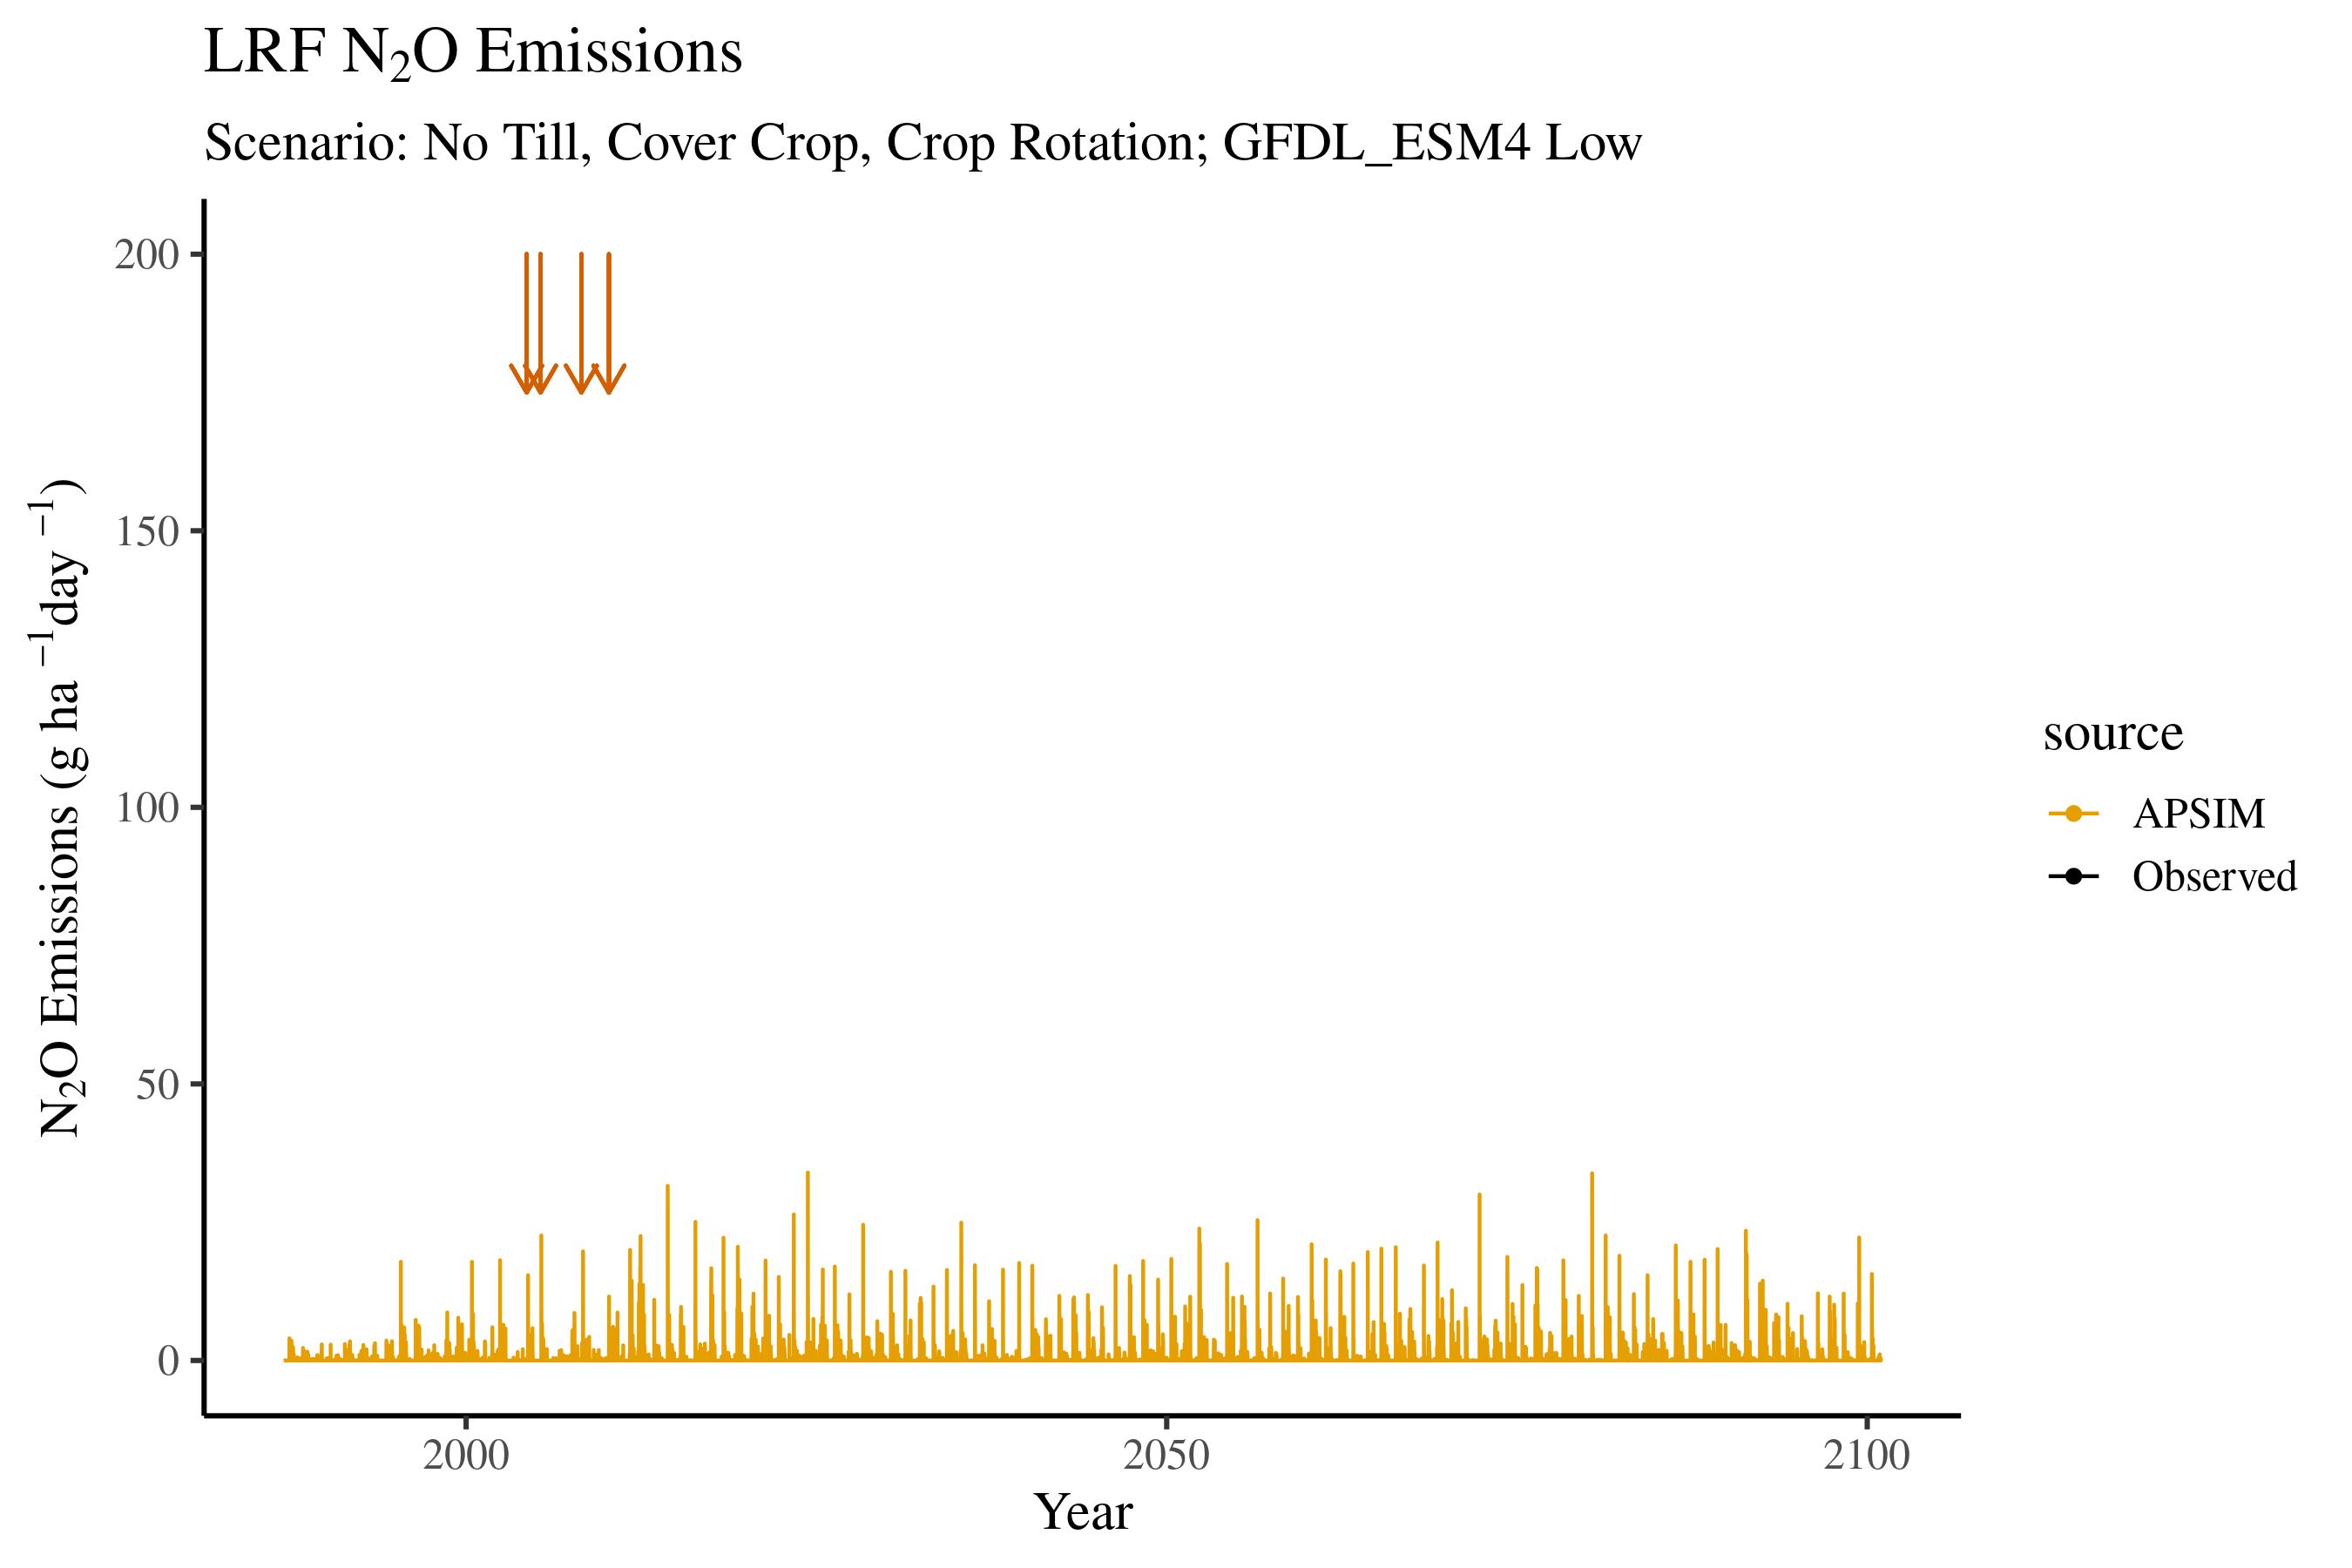 LRF N₂O Emissions
Scenario: No Till, Cover Crop, Crop Rotation; GFDL_ESM4 Low
N₂O Emissions (g ha ⁻¹day ⁻¹)
200
150
100
50
0
2000 2050 2100
Year
source
APSIM
Observed